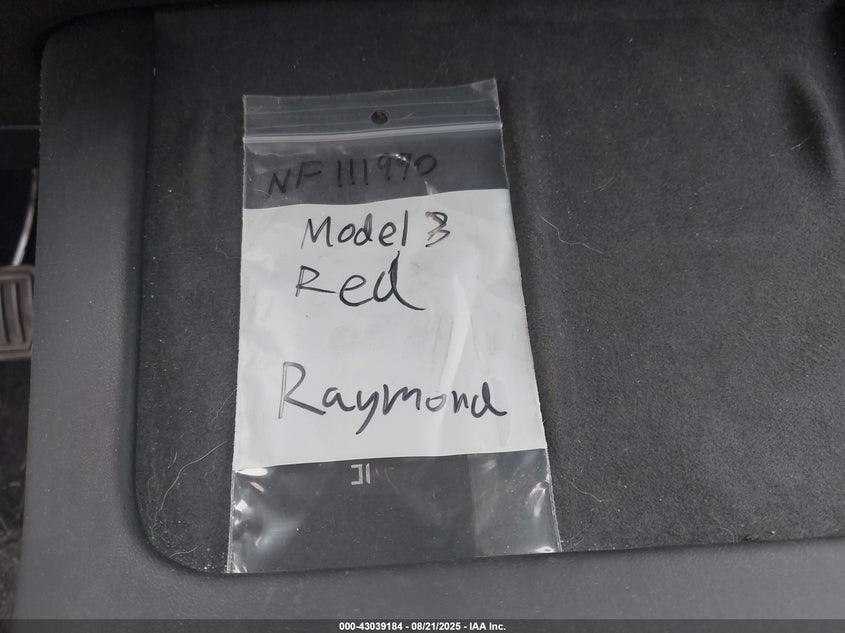 NF111990
Model 3
Red
Raymond
000-43039184 - 08/21/2025 - IAA Inc.